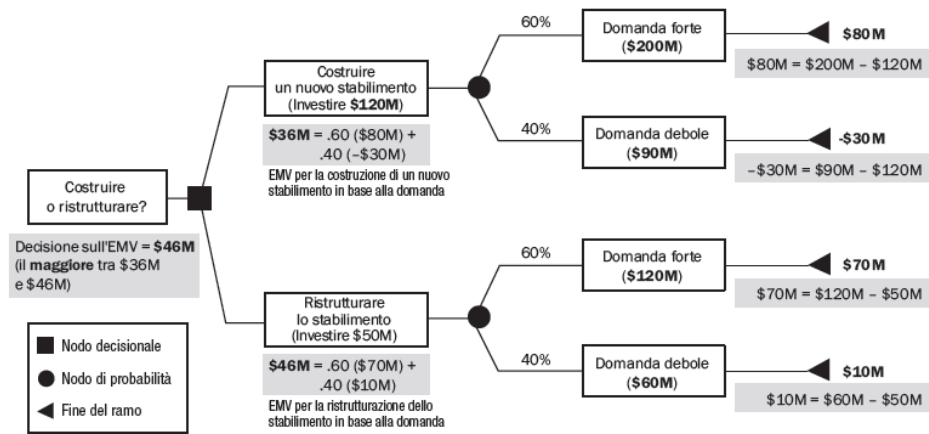 60%
Domanda forte
($200M)
$80M
$80M = $200M – $120M
Costruire
un nuovo stabilimento
(Investire $120M)
$36M = .60 ($80M) +
.40 (–$30M)
EMV per la costruzione di un nuovo
stabilimento in base alla domanda
40%
Domanda debole
($90M)
-$30M
–$30M = $90M – $120M
Costruire
o ristrutturare?
Decisione sull'EMV = $46M
(il maggiore tra $36M
e $46M)
60%
Domanda forte
($120M)
$70M
$70M = $120M – $50M
Ristrutturare
lo stabilimento
(Investire $50M)
$46M = .60 ($70M) +
.40 ($10M)
EMV per la ristrutturazione dello
stabilimento in base alla domanda
40%
Domanda debole
($60M)
$10M
$10M = $60M – $50M
Nodo decisionale
Nodo di probabilità
Fine del ramo